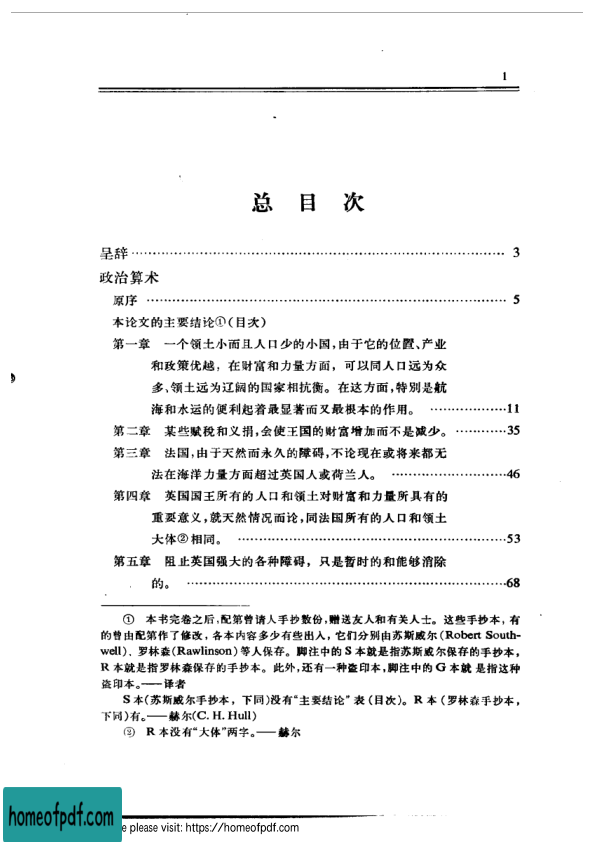 1
总 目 次
呈辞 …… 3
政治算术
原序 …… 5
本论文的主要结论①(目次)
第一章 一个领土小而且人口少的小国,由于它的位置、产业
和政策优越,在财富和力量方面,可以同人口远为众
多、领土远为辽阔的国家相抗衡。在这方面,特别是航
海和水运的便利起着最显著而又最根本的作用。 ……11
第二章 某些赋税和义捐,会使王国的财富增加而不是减少。 ……35
第三章 法国,由于天然而永久的障碍,不论现在或将来都无
法在海洋力量方面超过英国人或荷兰人。 ……46
第四章 英国国王所有的人口和领土对财富和力量所具有的
重要意义,就天然情况而论,同法国所有的人口和领土
大体②相同。 ……53
第五章 阻止英国强大的各种障碍,只是暂时的和能够消除
的。 ……68
① 本书完卷之后,配第曾请人手抄数份,赠送友人和有关人士。这些手抄本,有
的曾由配第作了修改,各本内容多少有些出入,它们分别由苏斯威尔(Robert South-
well),罗林森(Rawlinson)等人保存。脚注中的S本就是指苏斯威尔保存的手抄本,
R本就是指罗林森保存的手抄本。此外,还有一种盗印本,脚注中的G本就是指这种
盗印本。——译者
S本(苏斯威尔手抄本,下同)没有“主要结论”表(目次)。R本(罗林森手抄本,
下同)有。——赫尔(C. H. Hull)
② R本没有“大体”两字。——赫尔
homeofpdf.com
e please visit: https://homeofpdf.com